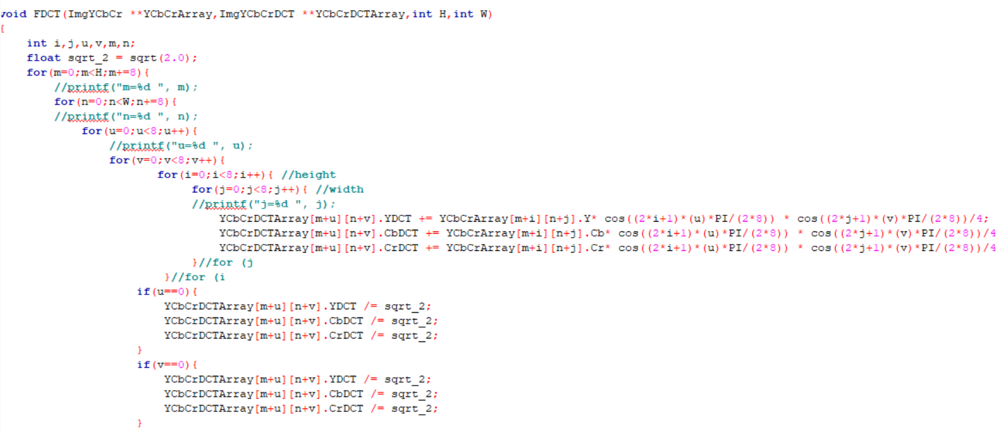 void FDCT(ImgYCbCr **YCbCrArray,ImgYCbCrDCT **YCbCrDCTArray,int H,int W)
{
    int i,j,u,v,m,n;
    float sqrt_2 = sqrt(2.0);
    for(m=0;m<H;m+=8){
        //printf("m=%d ", m);
        for(n=0;n<W;n+=8){
        //printf("n=%d ", n);
            for(u=0;u<8;u++){
                //printf("u=%d ", u);
                for(v=0;v<8;v++){
                       for(i=0;i<8;i++){ //height
                            for(j=0;j<8;j++){ //width
                            //printf("j=%d ", j);
                                YCbCrDCTArray[m+u][n+v].YDCT += YCbCrArray[m+i][n+j].Y* cos((2*i+1)*(u)*PI/(2*8)) * cos((2*j+1)*(v)*PI/(2*8))/4;
                                YCbCrDCTArray[m+u][n+v].CbDCT += YCbCrArray[m+i][n+j].Cb* cos((2*i+1)*(u)*PI/(2*8)) * cos((2*j+1)*(v)*PI/(2*8))/4
                                YCbCrDCTArray[m+u][n+v].CrDCT += YCbCrArray[m+i][n+j].Cr* cos((2*i+1)*(u)*PI/(2*8)) * cos((2*j+1)*(v)*PI/(2*8))/4
                            }//for (j
                        }//for (i
                    if(u==0){
                        YCbCrDCTArray[m+u][n+v].YDCT /= sqrt_2;
                        YCbCrDCTArray[m+u][n+v].CbDCT /= sqrt_2;
                        YCbCrDCTArray[m+u][n+v].CrDCT /= sqrt_2;
                    }
                    if(v==0){
                        YCbCrDCTArray[m+u][n+v].YDCT /= sqrt_2;
                        YCbCrDCTArray[m+u][n+v].CbDCT /= sqrt_2;
                        YCbCrDCTArray[m+u][n+v].CrDCT /= sqrt_2;
                    }